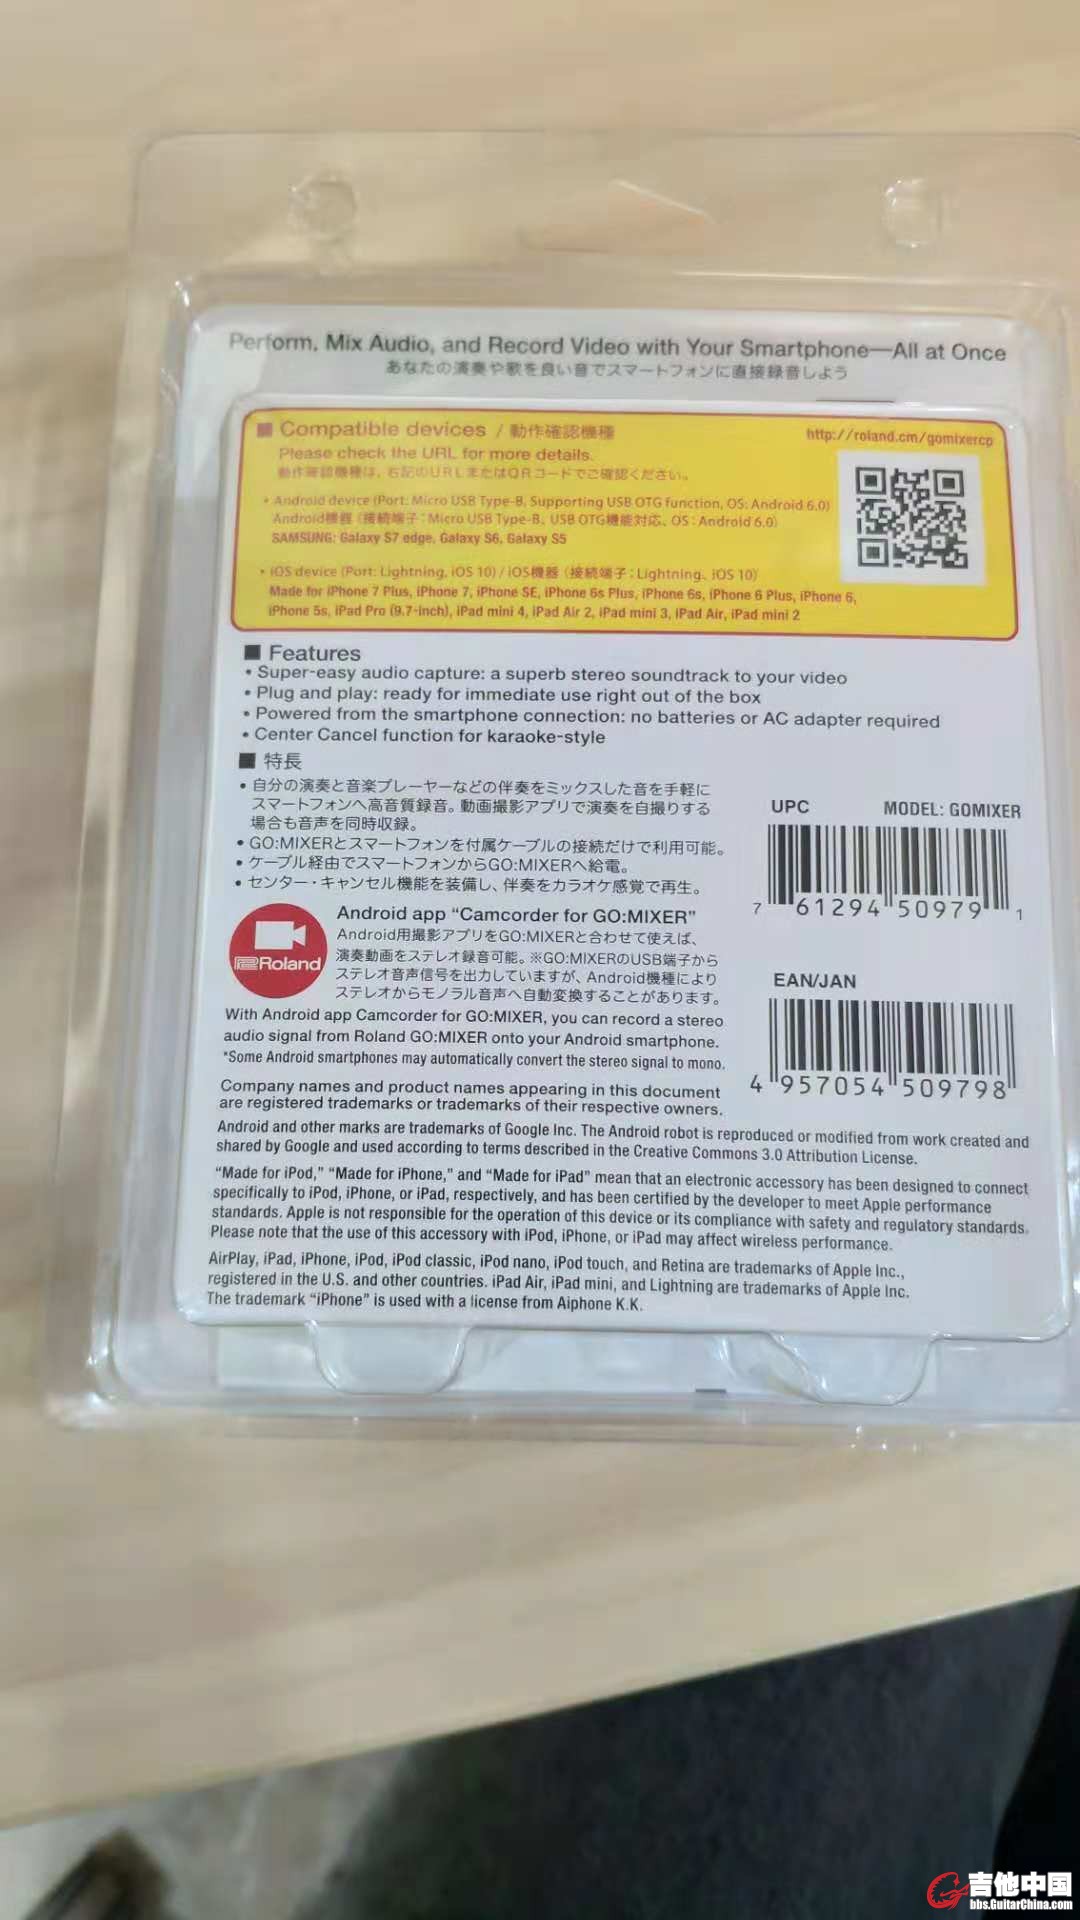 Perform, Mix Audio, and Record Video with Your Smartphone—All at Once
あなたの演奏や歌を良い音でスマートフォンに直接録音しよう
■ Compatible devices / 動作確認機種
http://roland.cm/gomixercp
Please check the URL for more details.
動作確認機種は、右記のURLまたはQRコードでご確認ください。
• Android device (Port: Micro USB Type-B, Supporting USB OTG function, OS: Android 6.0)
Android機器（接続端子：Micro USB Type-B、USB OTG機能対応、OS：Android 6.0）
SAMSUNG: Galaxy S7 edge, Galaxy S6, Galaxy S5
• iOS device (Port: Lightning, iOS 10) / iOS機器（接続端子：Lightning、iOS 10）
Made for iPhone 7 Plus, iPhone 7, iPhone SE, iPhone 6s Plus, iPhone 6s, iPhone 6 Plus, iPhone 6,
iPhone 5s, iPad Pro (9.7-inch), iPad mini 4, iPad Air 2, iPad mini 3, iPad Air, iPad mini 2
■ Features
• Super-easy audio capture: a superb stereo soundtrack to your video
• Plug and play: ready for immediate use right out of the box
• Powered from the smartphone connection: no batteries or AC adapter required
• Center Cancel function for karaoke-style
■ 特長
• 自分の演奏と音楽プレーヤーなどの伴奏をミックスした音を手軽に
スマートフォンへ高音質録音。動画撮影アプリで演奏を自撮りする
場合も音声を同時収録。
• GO:MIXERとスマートフォンを付属ケーブルの接続だけで利用可能。
• ケーブル経由でスマートフォンからGO:MIXERへ給電。
• センター・キャンセル機能を装備し、伴奏をカラオケ感覚で再生。
UPC
MODEL: GOMIXER
7 61294 50979 1
Roland
Android app “Camcorder for GO:MIXER”
Android用撮影アプリをGO:MIXERと合わせて使えば、
演奏動画をステレオ録音可能。※GO:MIXERのUSB端子から
ステレオ音声信号を出力していますが、Android機種により
ステレオからモノラル音声へ自動変換することがあります。
EAN/JAN
4 957054 509798
With Android app Camcorder for GO:MIXER, you can record a stereo
audio signal from Roland GO:MIXER onto your Android smartphone.
*Some Android smartphones may automatically convert the stereo signal to mono.
Company names and product names appearing in this document
are registered trademarks or trademarks of their respective owners.
Android and other marks are trademarks of Google Inc. The Android robot is reproduced or modified from work created and
shared by Google and used according to terms described in the Creative Commons 3.0 Attribution License.
“Made for iPod,” “Made for iPhone,” and “Made for iPad” mean that an electronic accessory has been designed to connect
specifically to iPod, iPhone, or iPad, respectively, and has been certified by the developer to meet Apple performance
standards. Apple is not responsible for the operation of this device or its compliance with safety and regulatory standards.
Please note that the use of this accessory with iPod, iPhone, or iPad may affect wireless performance.
AirPlay, iPad, iPhone, iPod, iPod classic, iPod nano, iPod touch, and Retina are trademarks of Apple Inc.,
registered in the U.S. and other countries. iPad Air, iPad mini, and Lightning are trademarks of Apple Inc.
The trademark “iPhone” is used with a license from Aiphone K.K.
吉他中国
bbs.GuitarChina.com